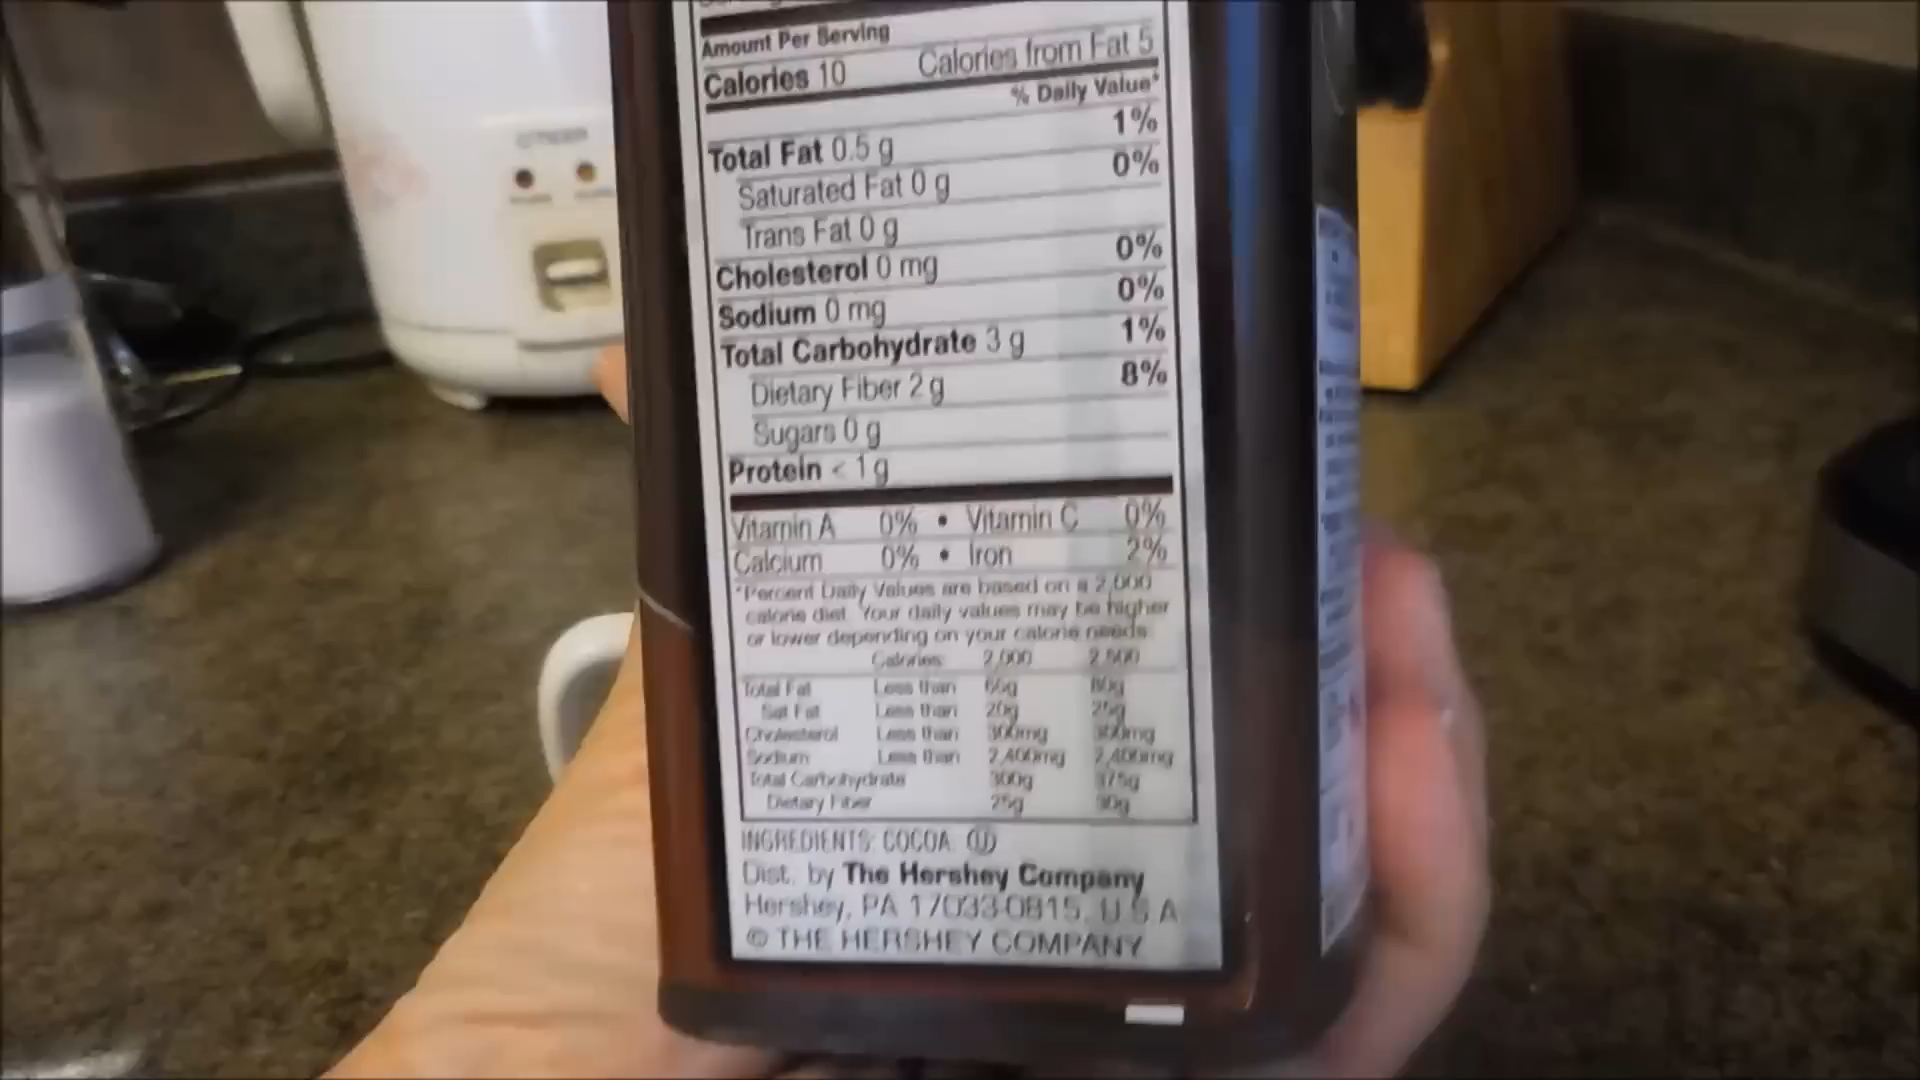 Amount Per Serving
Calories 10 Calories from Fat 5
% Daily Value*
Total Fat 0.5 g 1%
Saturated Fat 0 g 0%
Trans Fat 0 g
Cholesterol 0 mg 0%
Sodium 0 mg 0%
Total Carbohydrate 3 g 1%
Dietary Fiber 2 g 8%
Sugars 0 g
Protein < 1 g
Vitamin A 0% • Vitamin C 0%
Calcium 0% • Iron 2%
*Percent Daily Values are based on a 2,000
calorie diet. Your daily values may be higher
or lower depending on your calorie needs:
Calories: 2,000 2,500
Total Fat Less than 65g 80g
Sat Fat Less than 20g 25g
Cholesterol Less than 300mg 300mg
Sodium Less than 2,400mg 2,400mg
Total Carbohydrate 300g 375g
Dietary Fiber 25g 30g
INGREDIENTS: COCOA. Ⓤ D
Dist. by The Hershey Company
Hershey, PA 17033-0815, U.S.A.
© THE HERSHEY COMPANY